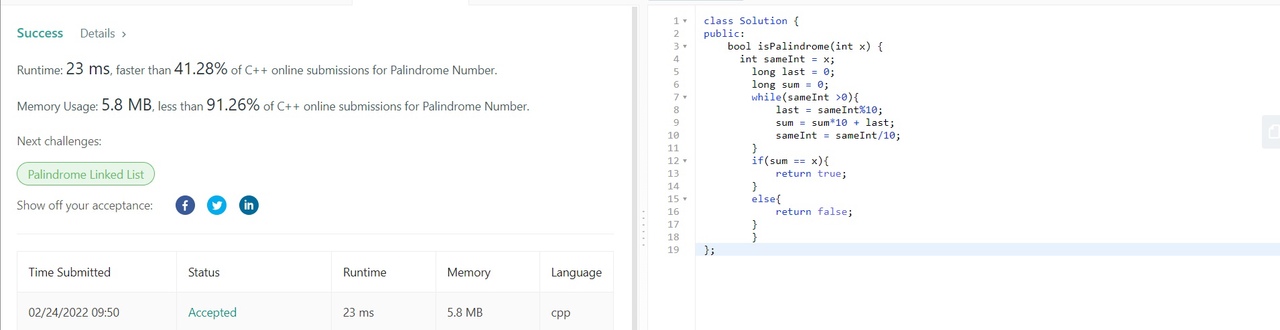 Success Details >
Runtime: 23 ms, faster than 41.28% of C++ online submissions for Palindrome Number.
Memory Usage: 5.8 MB, less than 91.26% of C++ online submissions for Palindrome Number.
Next challenges:
Palindrome Linked List
Show off your acceptance:
Time Submitted Status Runtime Memory Language
02/24/2022 09:50 Accepted 23 ms 5.8 MB cpp
1 class Solution {
2 public:
3 bool isPalindrome(int x) {
4 int sameInt = x;
5 long last = 0;
6 long sum = 0;
7 while(sameInt >0){
8 last = sameInt%10;
9 sum = sum*10 + last;
10 sameInt = sameInt/10;
11 }
12 if(sum == x){
13 return true;
14 }
15 else{
16 return false;
17 }
18 }
19 };